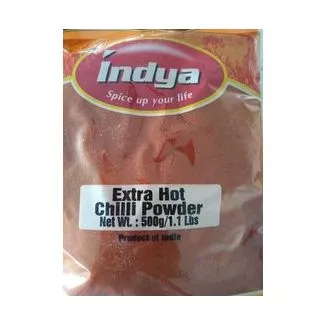 Indya
Spice up your life
Extra Hot
Chilli Powder
Net Wt. : 500g/1.1 Lbs
Product of India